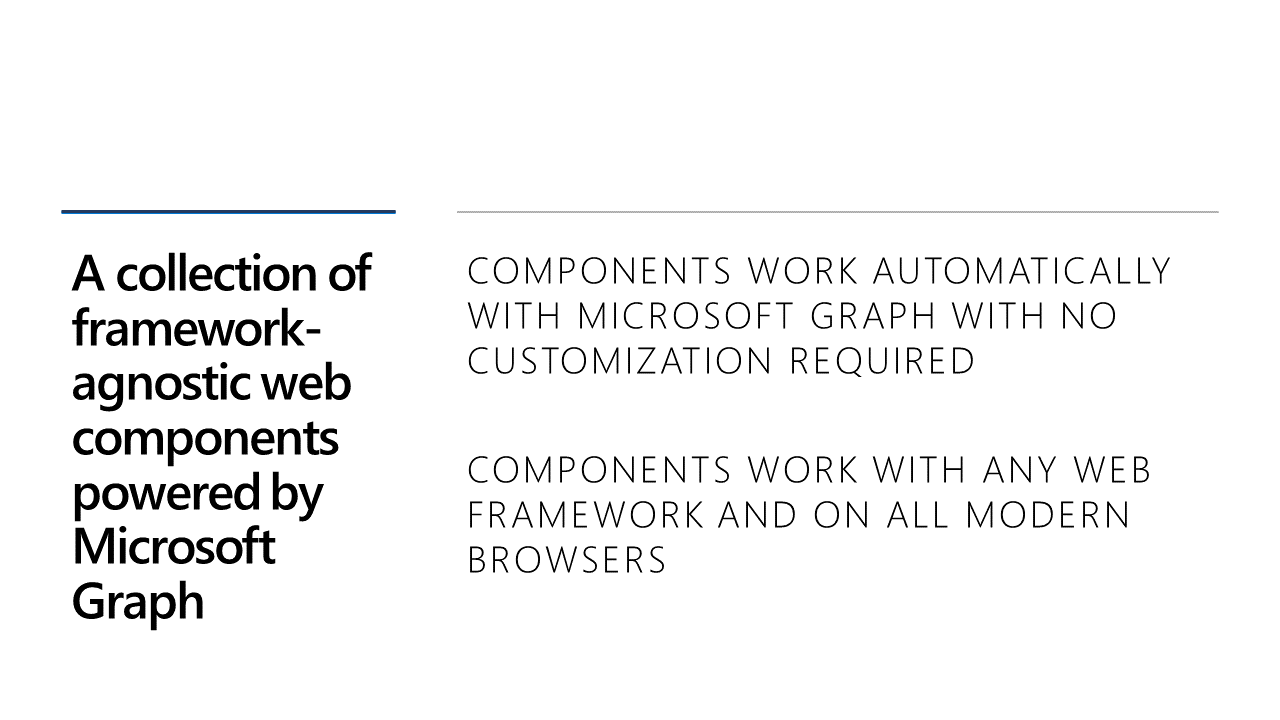 A collection of
framework-
agnostic web
components
powered by
Microsoft
Graph
COMPONENTS WORK AUTOMATICALLY
WITH MICROSOFT GRAPH WITH NO
CUSTOMIZATION REQUIRED
COMPONENTS WORK WITH ANY WEB
FRAMEWORK AND ON ALL MODERN
BROWSERS